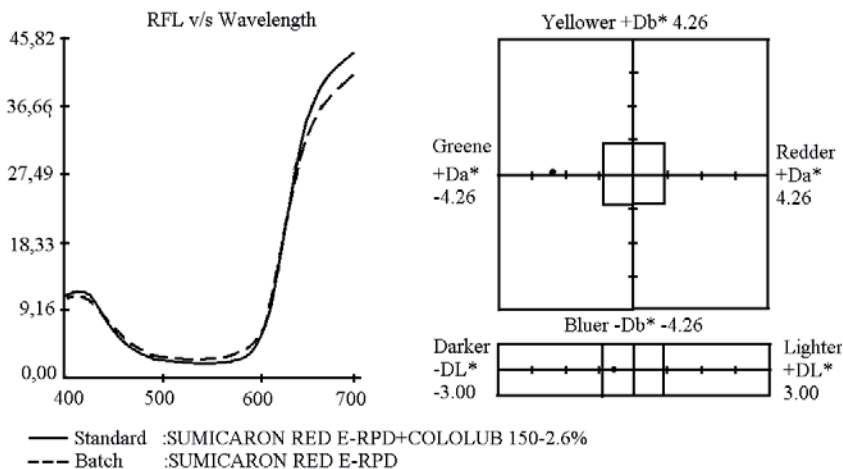 RFL v/s Wavelength
45,82
36,66
27,49
18,33
9,16
0,00
400 500 600 700
Yellower +Db* 4.26
Greene
+Da*
-4.26
Redder
+Da*
4.26
Bluer -Db* -4.26
Darker
-DL*
-3.00
Lighter
+DL*
3.00
Standard :SUMICARON RED E-RPD+COLOLUB 150-2.6%
Batch :SUMICARON RED E-RPD